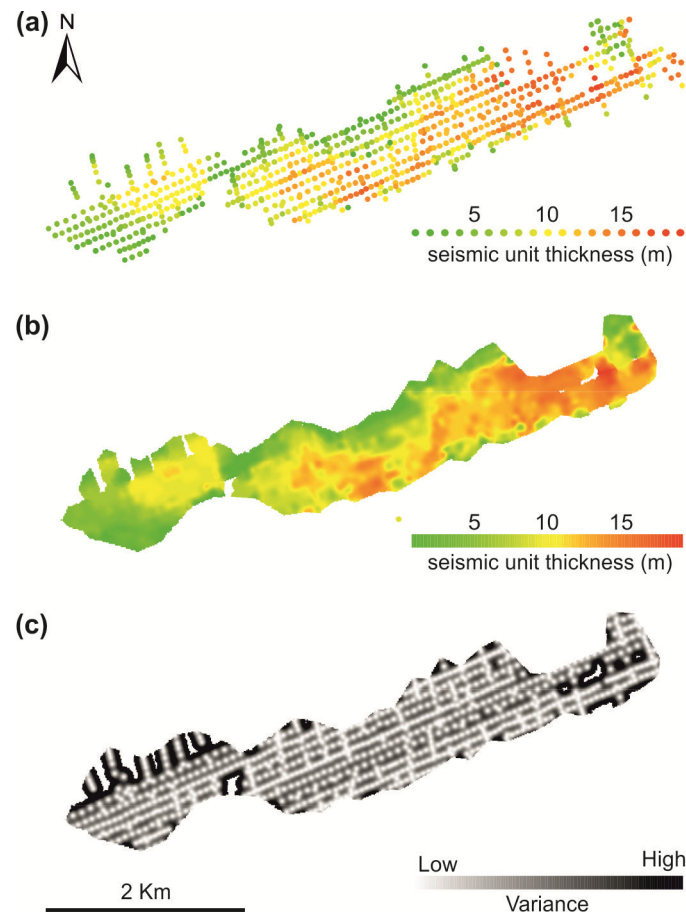 (a)
N
5 10 15
seismic unit thickness (m)
(b)
5 10 15
seismic unit thickness (m)
(c)
Low High
Variance
2 Km